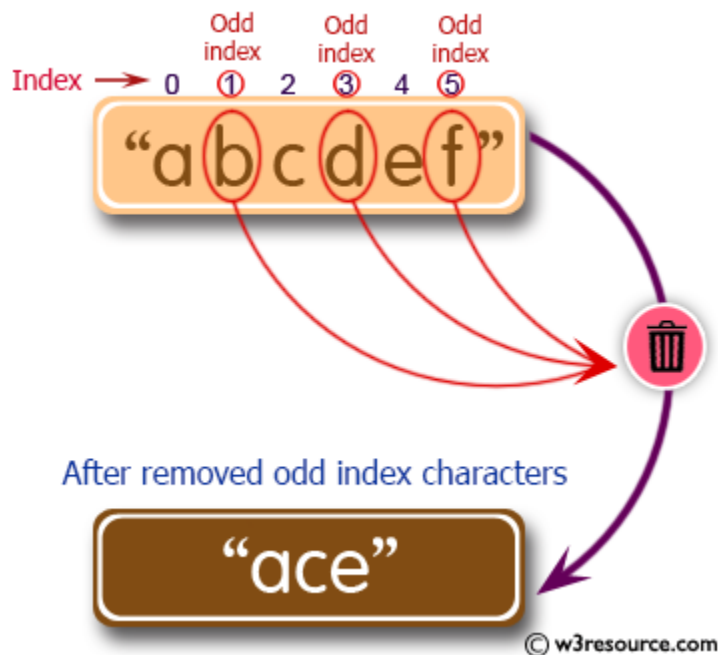 Odd Odd Odd
index index index
Index 0 1 2 3 4 5
“abcdef”
After removed odd index characters
“ace”
© w3resource.com